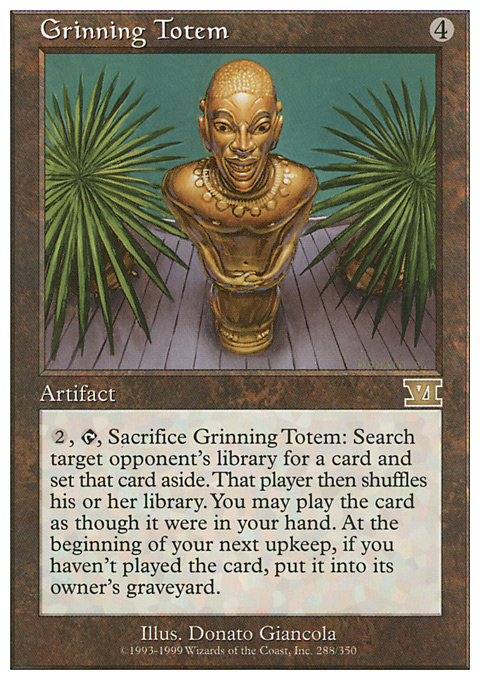 Grinning Totem 4
Artifact VI
2, , Sacrifice Grinning Totem: Search
target opponent's library for a card and
set that card aside. That player then shuffles
his or her library. You may play the card
as though it were in your hand. At the
beginning of your next upkeep, if you
haven't played the card, put it into its
owner's graveyard.
Illus. Donato Giancola
©1993-1999 Wizards of the Coast, Inc. 288/350